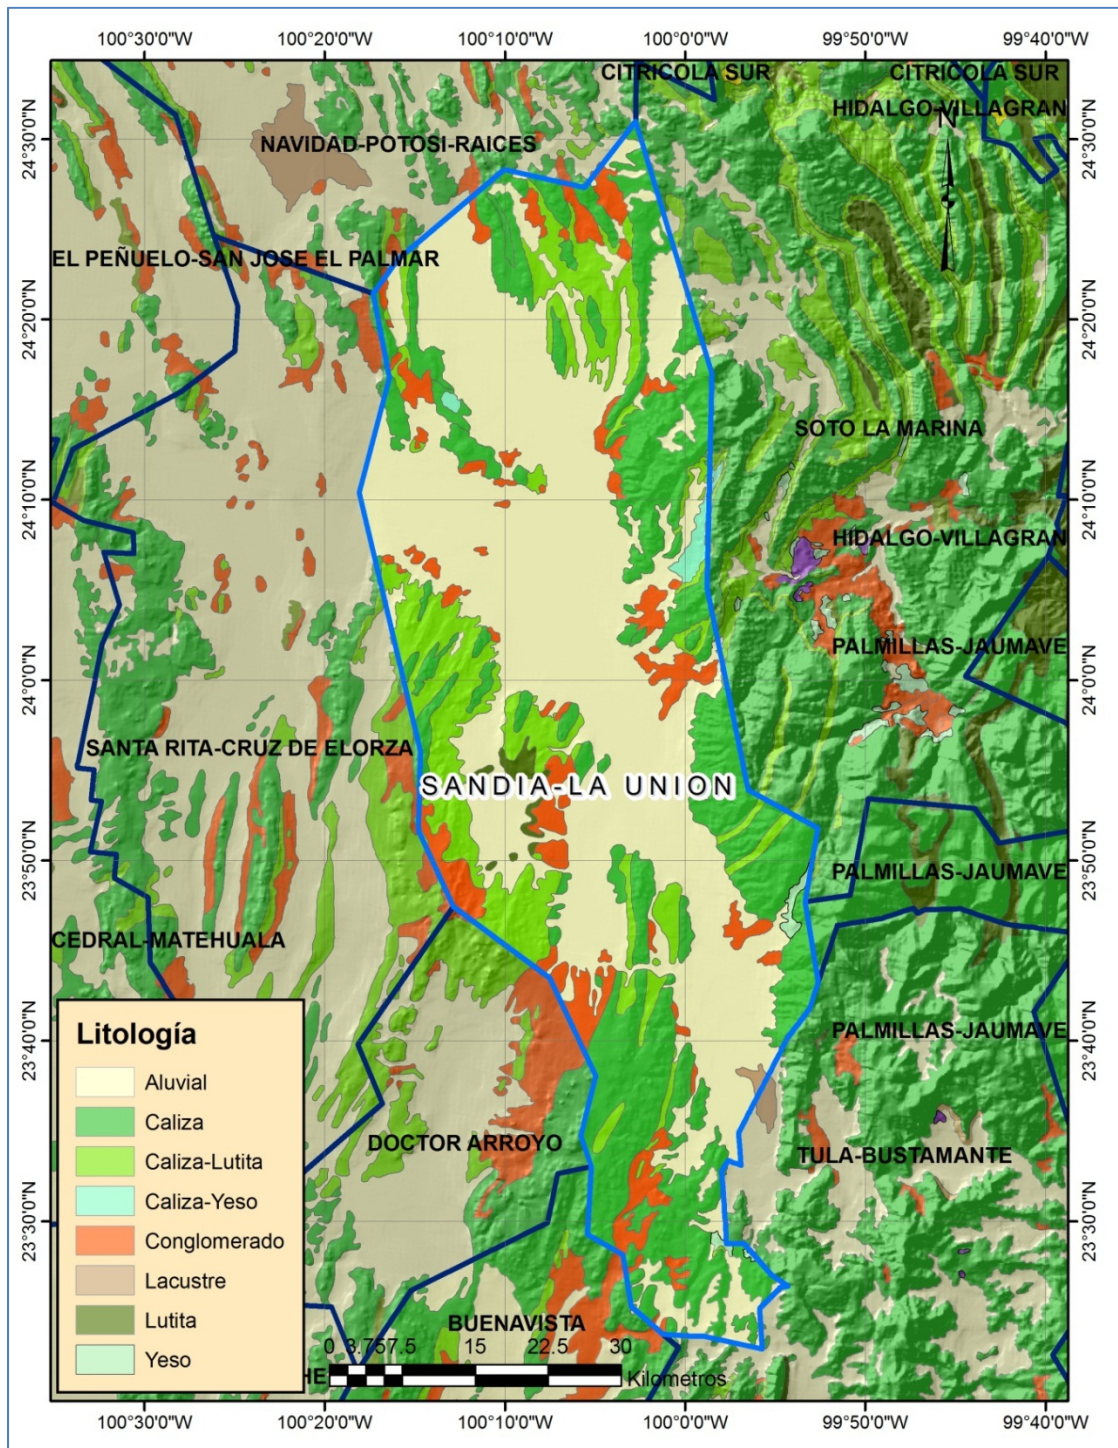 100°30'0"W
100°20'0"W
100°10'0"W
100°0'0"W
99°50'0"W
99°40'0"W
CITRICOLA SUR
CITRICOLA SUR
HIDALGO-VILLAGRAN
N
24°30'0"N
24°30'0"N
NAVIDAD-POTOSI-RAICES
EL PEÑUELO-SAN JOSE EL PALMAR
24°20'0"N
24°20'0"N
SOTO LA MARINA
24°10'0"N
24°10'0"N
HIDALGO-VILLAGRAN
PALMILLAS-JAUMAVE
24°0'0"N
24°0'0"N
SANTA RITA-CRUZ DE ELORZA
SANDIA-LA UNION
23°50'0"N
23°50'0"N
PALMILLAS-JAUMAVE
CEDRAL-MATEHUALA
Litología
Aluvial
Caliza
Caliza-Lutita
Caliza-Yeso
Conglomerado
Lacustre
Lutita
Yeso
23°40'0"N
23°40'0"N
PALMILLAS-JAUMAVE
DOCTOR ARROYO
TULA-BUSTAMANTE
23°30'0"N
23°30'0"N
BUENAVISTA
0 3.75 7.5 15 22.5 30
Kilometros
HE
100°30'0"W
100°20'0"W
100°10'0"W
100°0'0"W
99°50'0"W
99°40'0"W